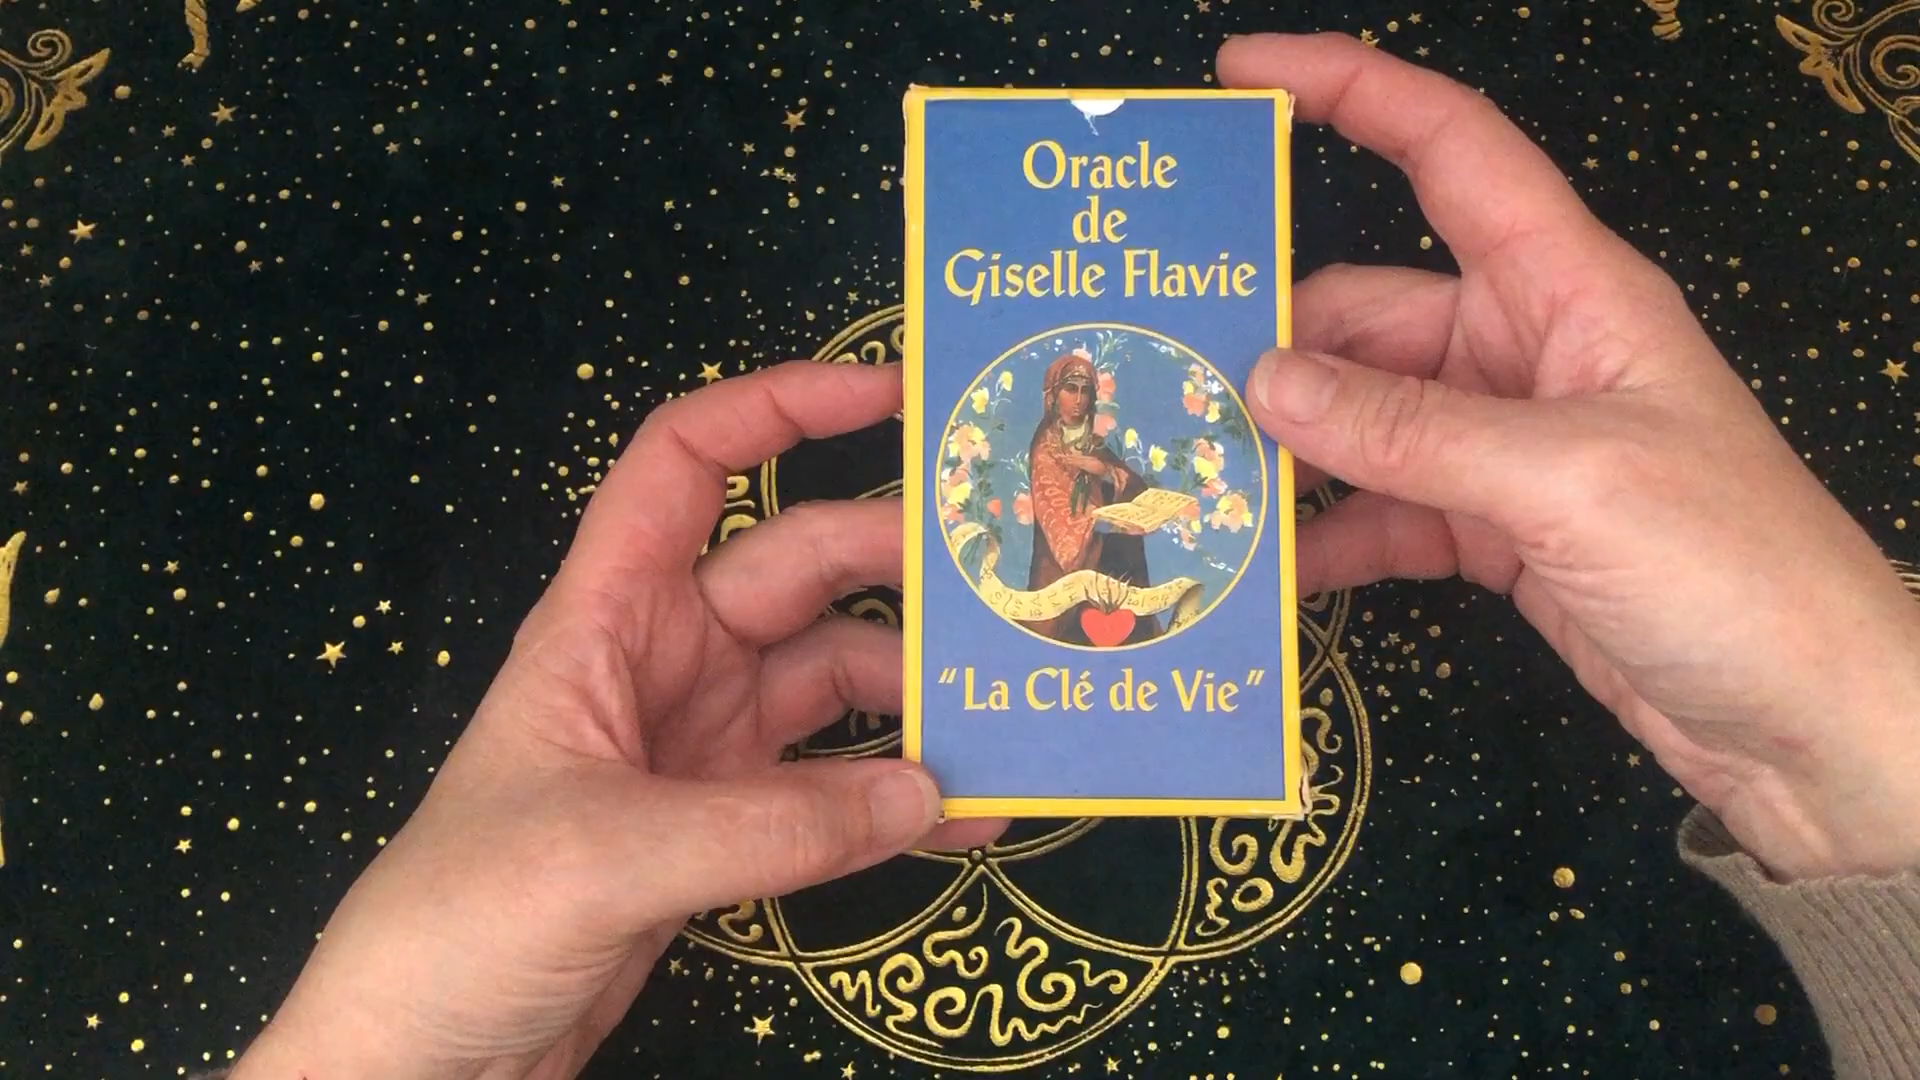 Oracle
de
Giselle Flavie
“La Clé de Vie”